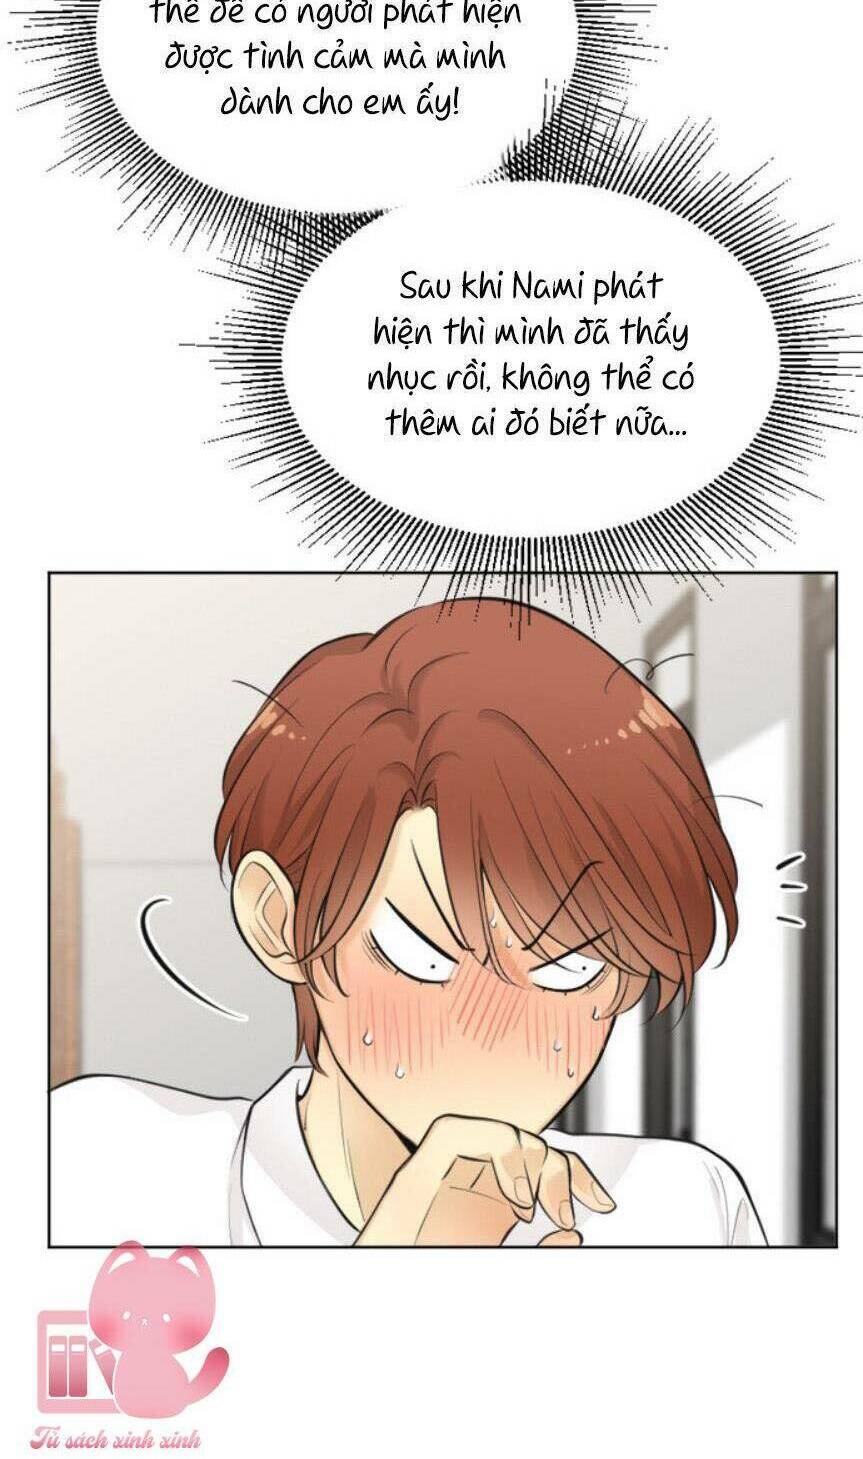 thể để có người phát hiện
được tình cảm mà mình
dành cho em ấy!
Sau khi Nami phát
hiện thì mình đã thấy
nhục rồi, không thể có
thêm ai đó biết nữa...
Tủ sách xinh xinh